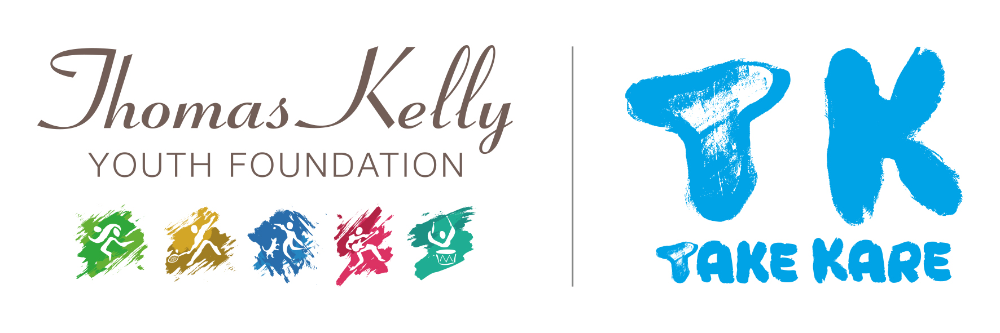 Thomas Kelly
YOUTH FOUNDATION
TK
TAKE KARE